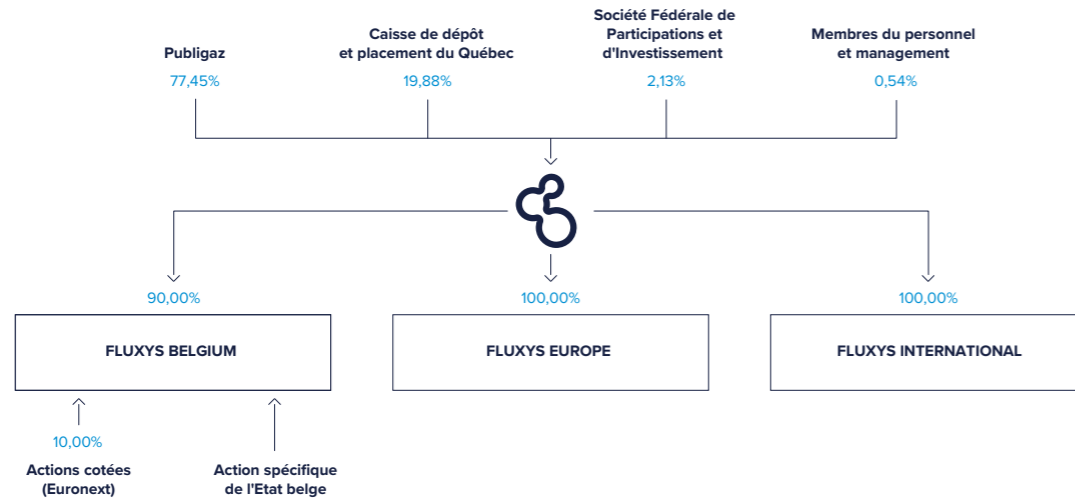 Publigaz
77,45%
Caisse de dépôt
et placement du Québec
19,88%
Société Fédérale de
Participations et
d'Investissement
2,13%
Membres du personnel
et management
0,54%
90,00%
100,00%
100,00%
FLUXYS BELGIUM
FLUXYS EUROPE
FLUXYS INTERNATIONAL
10,00%
Actions cotées
(Euronext)
Action spécifique
de l'Etat belge